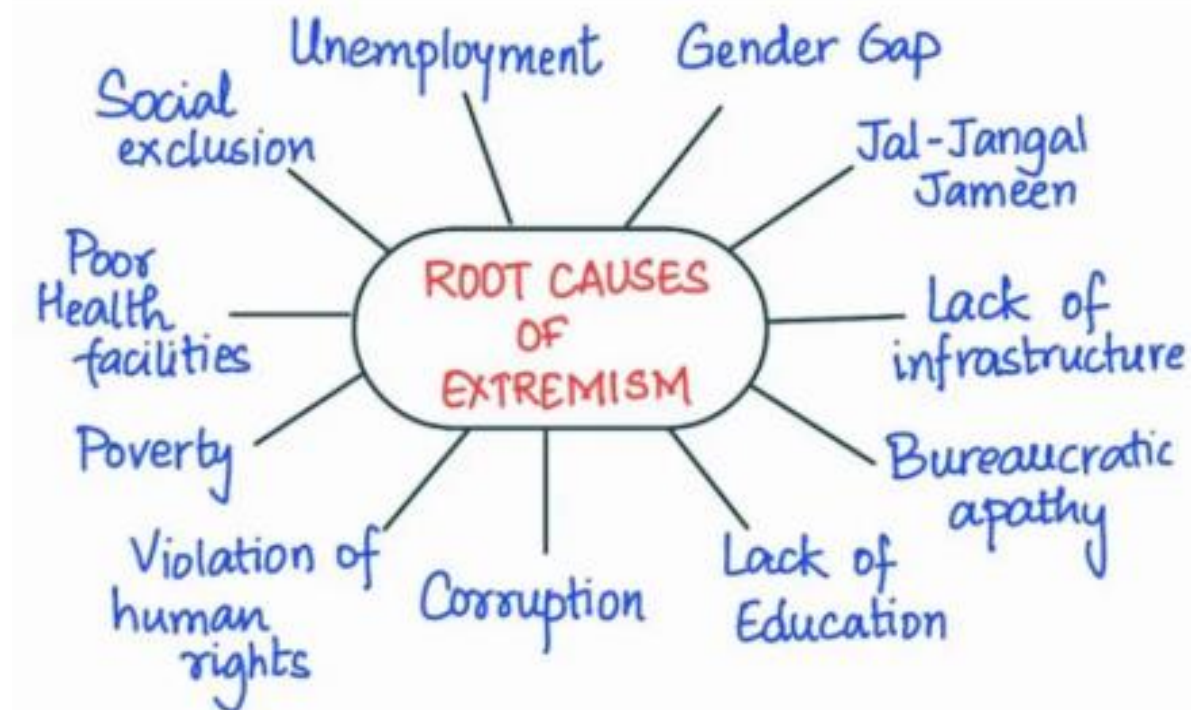 ROOT CAUSES
OF
EXTREMISM
Unemployment
Gender Gap
Jal-Jangal
Jameen
Lack of
infrastructure
Bureaucratic
apathy
Lack of
Education
Corruption
Violation of
human
rights
Poverty
Poor
Health
facilities
Social
exclusion